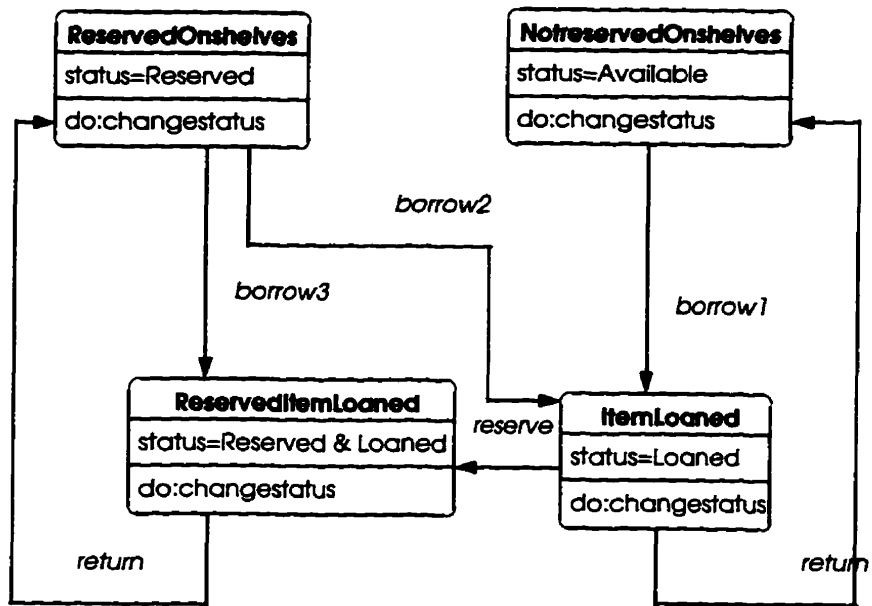 ReservedOnshelves
status=Reserved
do:changestatus
NotreservedOnshelves
status=Available
do:changestatus
borrow2
borrow3
borrow1
ReservedItemLoaned
status=Reserved & Loaned
do:changestatus
reserve
ItemLoaned
status=Loaned
do:changestatus
return
return